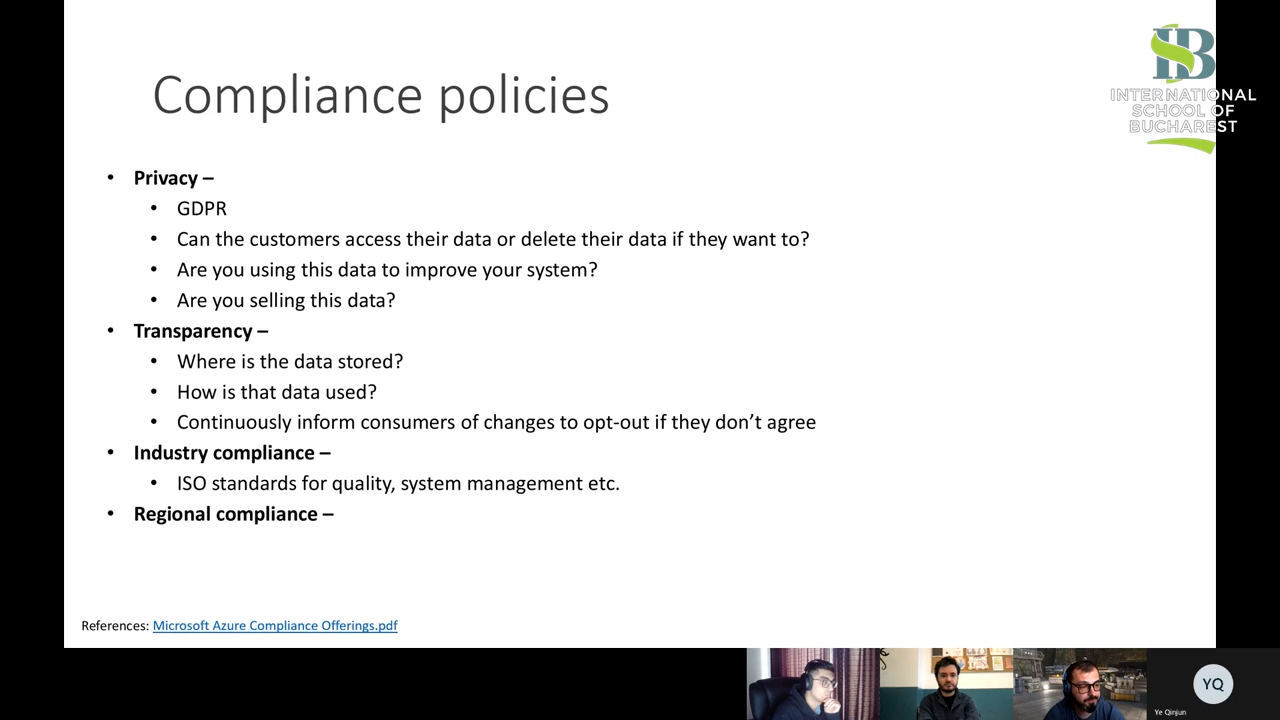 Compliance policies
ISB
INTERNATIONAL
SCHOOL OF
BUCHAREST
• Privacy –
• GDPR
• Can the customers access their data or delete their data if they want to?
• Are you using this data to improve your system?
• Are you selling this data?
• Transparency –
• Where is the data stored?
• How is that data used?
• Continuously inform consumers of changes to opt-out if they don’t agree
• Industry compliance –
• ISO standards for quality, system management etc.
• Regional compliance –
References: Microsoft Azure Compliance Offerings.pdf
YQ
Ye Qinjun